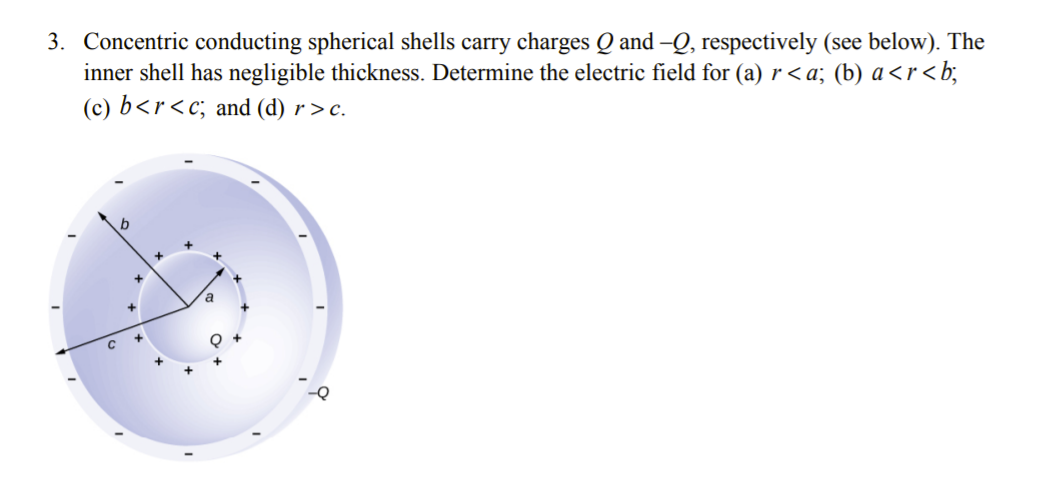 3. Concentric conducting spherical shells carry charges Q and –Q, respectively (see below). The
inner shell has negligible thickness. Determine the electric field for (a) r < a; (b) a < r < b;
(c) b < r < c; and (d) r > c.
b
a
c
Q
–Q